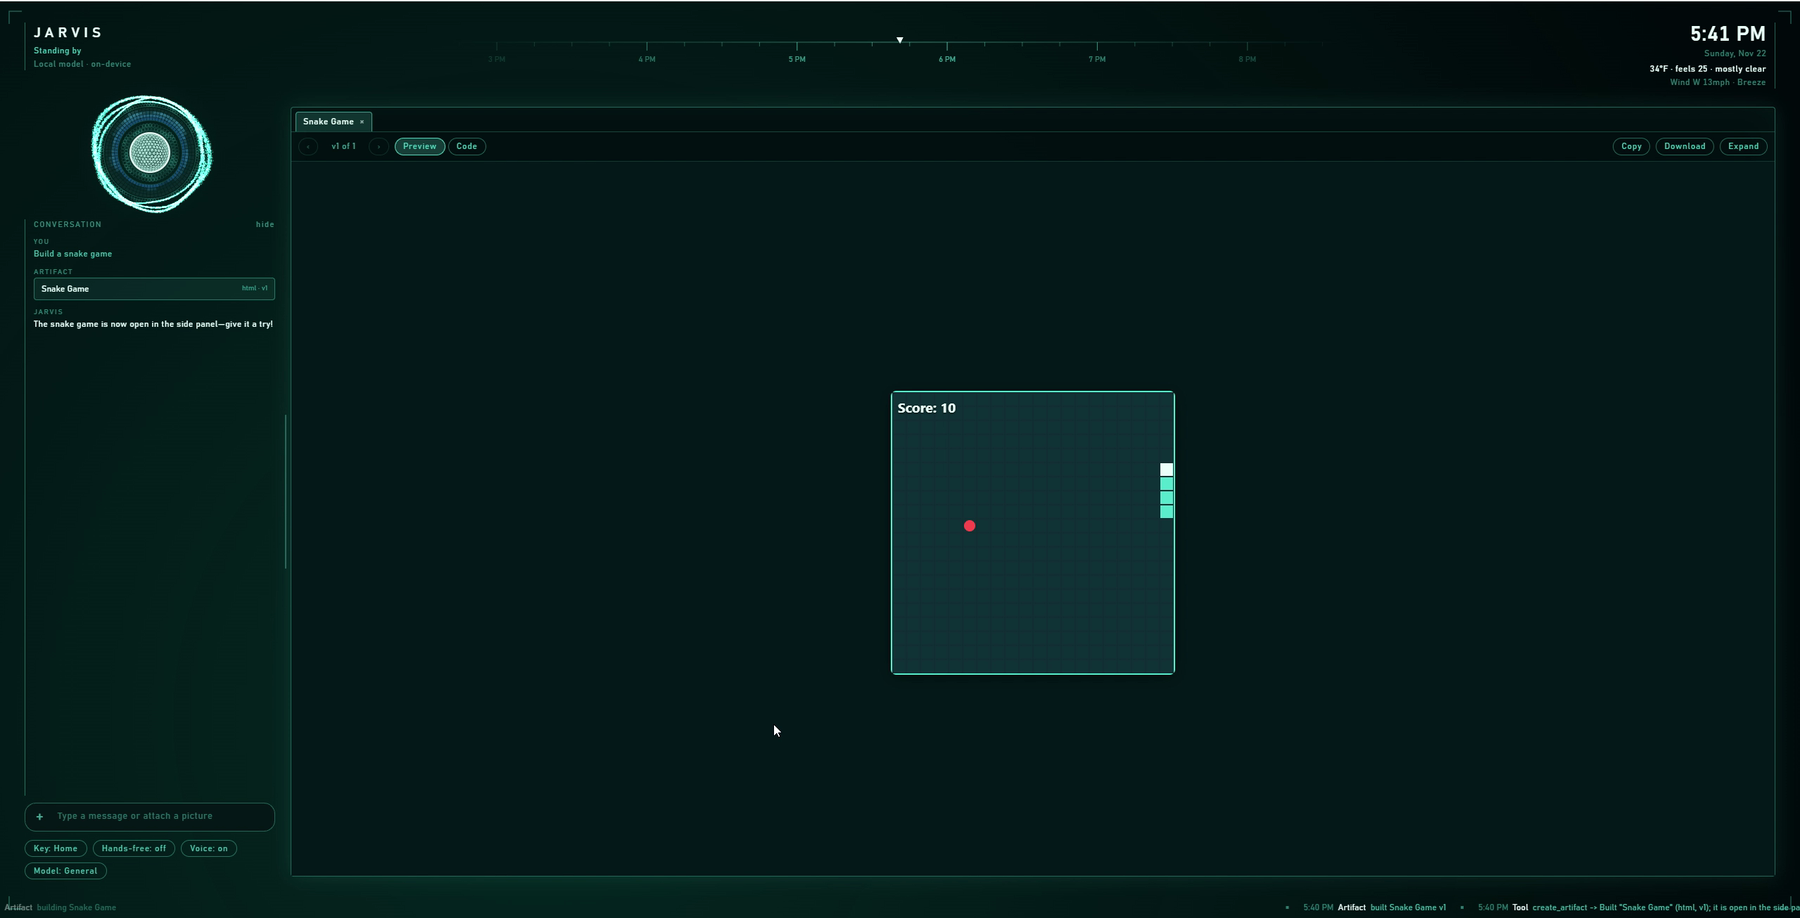 JARVIS
Standing by
Local model · on-device
3 PM
4 PM
5 PM
6 PM
7 PM
8 PM
5:41 PM
Sunday, Nov 22
34°F · feels 25 · mostly clear
Wind W 13mph · Breeze
Snake Game ×
‹ v1 of 1 › Preview Code
Copy Download Expand
CONVERSATION hide
YOU
Build a snake game
ARTIFACT
Snake Game html · v1
JARVIS
The snake game is now open in the side panel—give it a try!
Score: 10
+ Type a message or attach a picture
Key: Home Hands-free: off Voice: on
Model: General
Artifact building Snake Game
5:40 PM Artifact built Snake Game v1 5:40 PM Tool create_artifact -> Built "Snake Game" (html, v1); it is open in the side pa